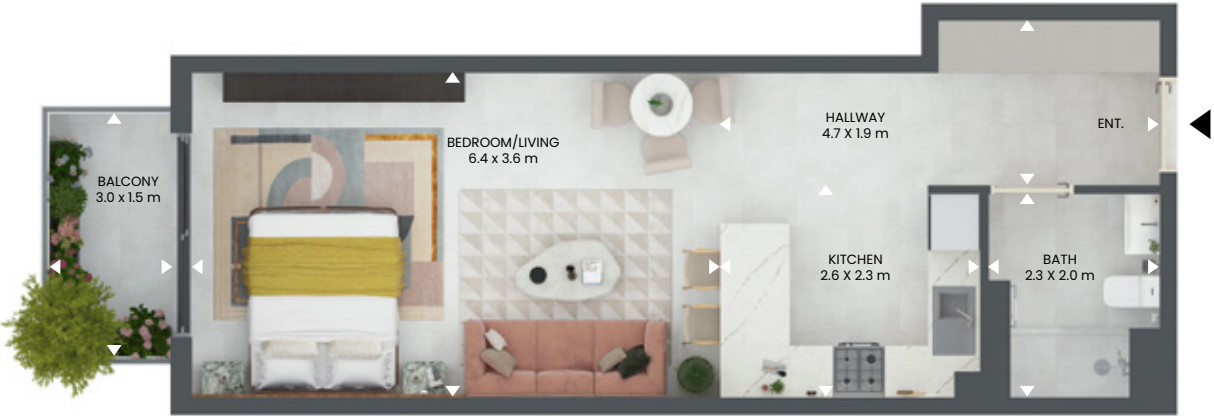 BALCONY
3.0 x 1.5 m
BEDROOM/LIVING
6.4 x 3.6 m
HALLWAY
4.7 X 1.9 m
ENT.
KITCHEN
2.6 X 2.3 m
BATH
2.3 X 2.0 m